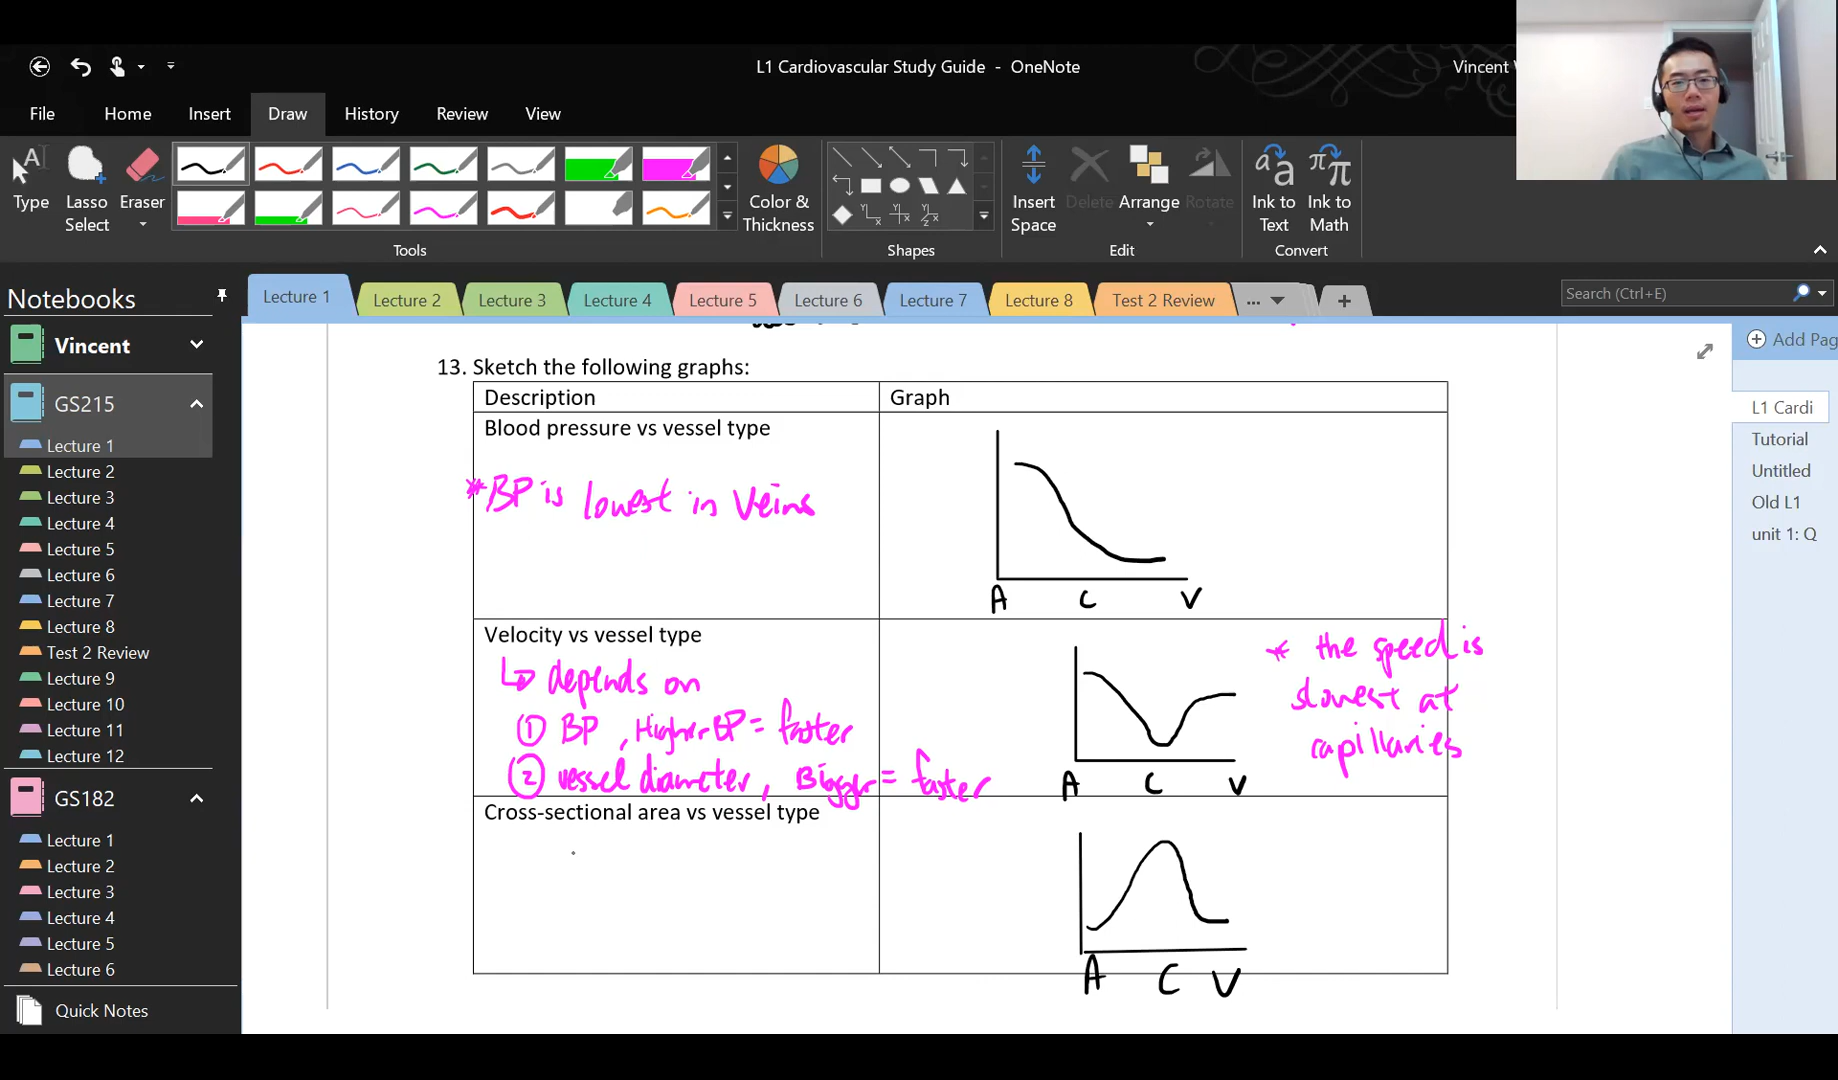 L1 Cardiovascular Study Guide - OneNote
Vincent
File
Home
Insert
Draw
History
Review
View
Type
Lasso Select
Eraser
Color & Thickness
Insert Space
Delete
Arrange
Rotate
Ink to Text
Ink to Math
Tools
Shapes
Edit
Convert
Notebooks
Lecture 1
Lecture 2
Lecture 3
Lecture 4
Lecture 5
Lecture 6
Lecture 7
Lecture 8
Test 2 Review
...
Search (Ctrl+E)
Vincent
GS215
Lecture 1
Lecture 2
Lecture 3
Lecture 4
Lecture 5
Lecture 6
Lecture 7
Lecture 8
Test 2 Review
Lecture 9
Lecture 10
Lecture 11
Lecture 12
GS182
Lecture 1
Lecture 2
Lecture 3
Lecture 4
Lecture 5
Lecture 6
Quick Notes
13. Sketch the following graphs:
Description
Graph
Blood pressure vs vessel type
*BP is lowest in veins
A C V
Velocity vs vessel type
↳ depends on
① BP, Higher BP = faster
② vessel diameter, Bigger = faster
A C V
* the speed is
slowest at
capillaries
Cross-sectional area vs vessel type
A C V
Add Pag
L1 Cardi
Tutorial
Untitled
Old L1
unit 1: Q